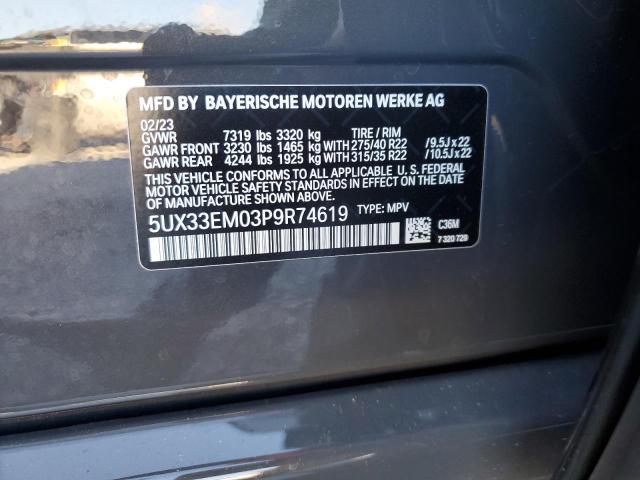 MFD BY BAYERISCHE MOTOREN WERKE AG
02/23
GVWR 7319 lbs 3320 kg TIRE / RIM
GAWR FRONT 3230 lbs 1465 kg WITH 275/40 R22 /9.5J x 22
GAWR REAR 4244 lbs 1925 kg WITH 315/35 R22 /10.5J x 22
THIS VEHICLE CONFORMS TO ALL APPLICABLE U. S. FEDERAL
MOTOR VEHICLE SAFETY STANDARDS IN EFFECT ON THE DATE
OF MANUFACTURE SHOWN ABOVE.
5UX33EM03P9R74619 TYPE: MPV
C36M
7 320 729